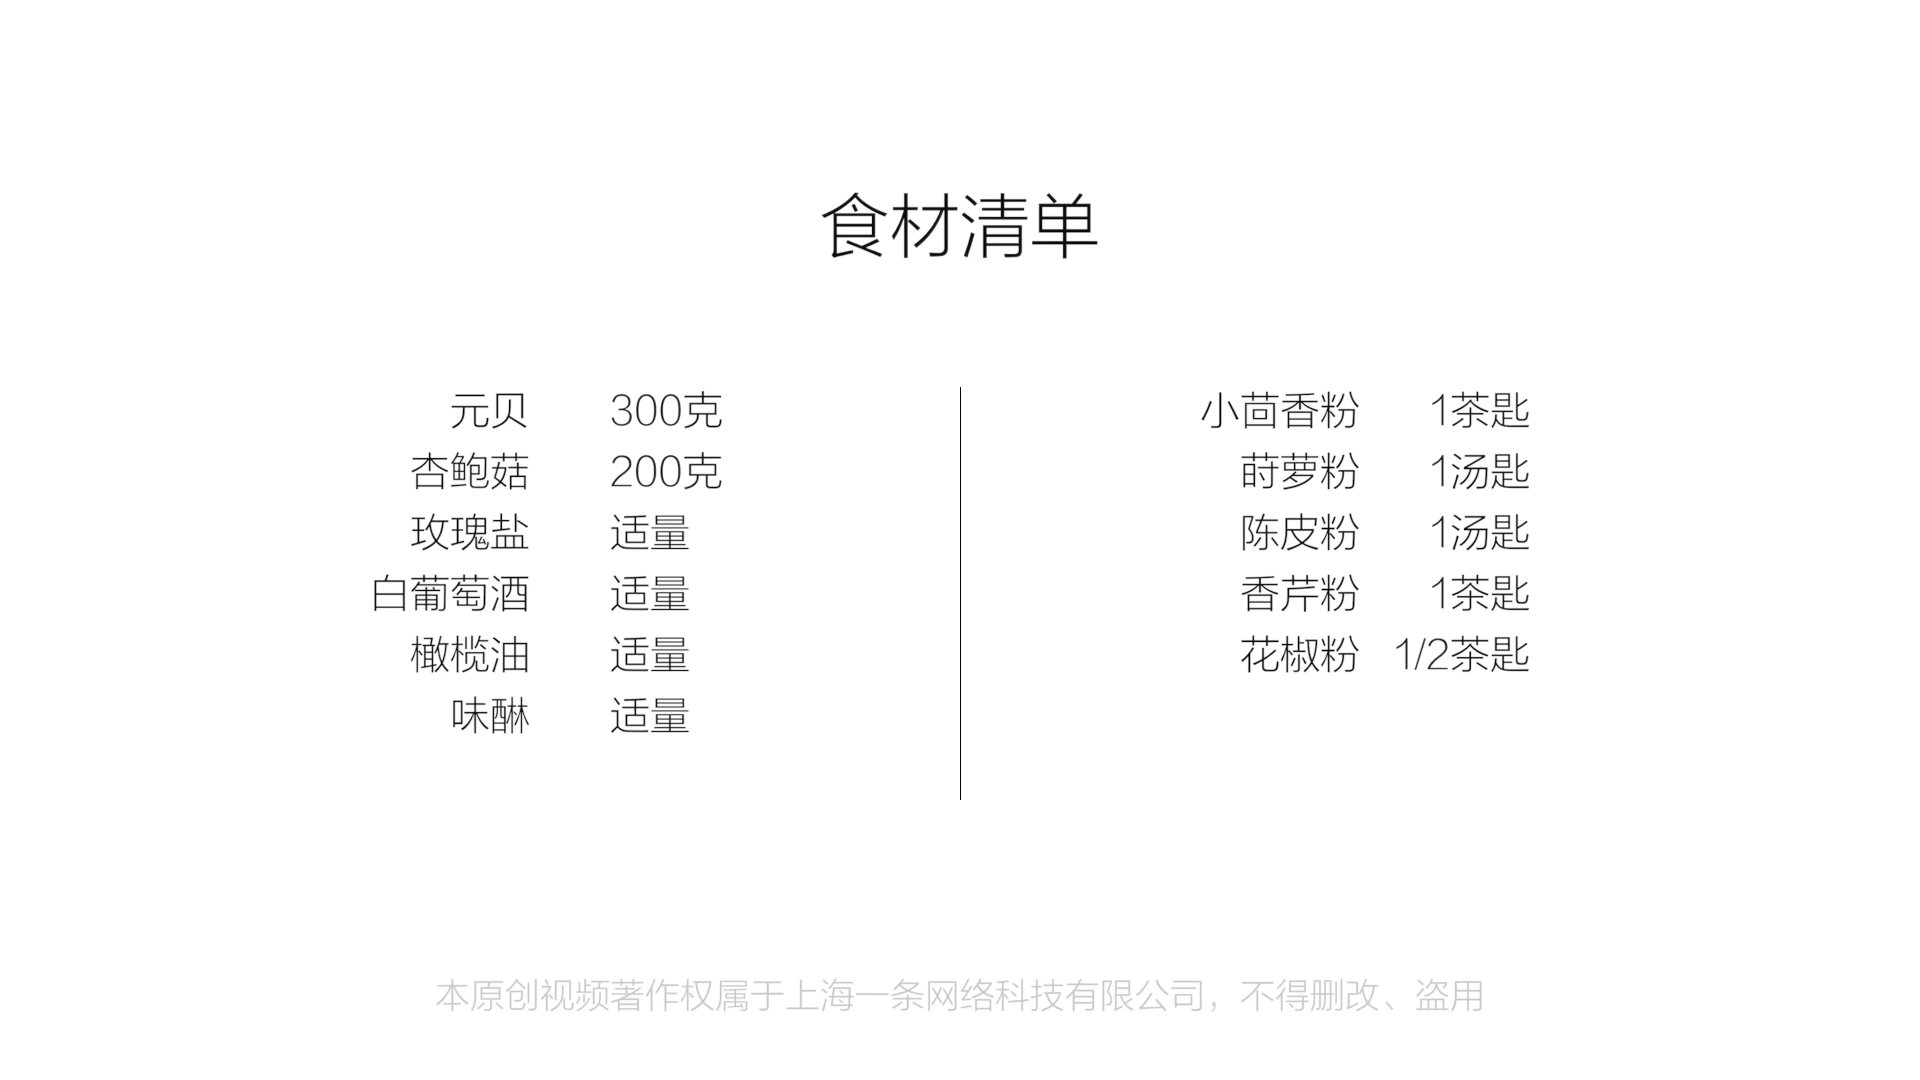 食材清单
元贝 300克
杏鲍菇 200克
玫瑰盐 适量
白葡萄酒 适量
橄榄油 适量
味醂 适量
小茴香粉 1茶匙
莳萝粉 1汤匙
陈皮粉 1汤匙
香芹粉 1茶匙
花椒粉 1/2茶匙
本原创视频著作权属于上海一条网络科技有限公司，不得删改、盗用